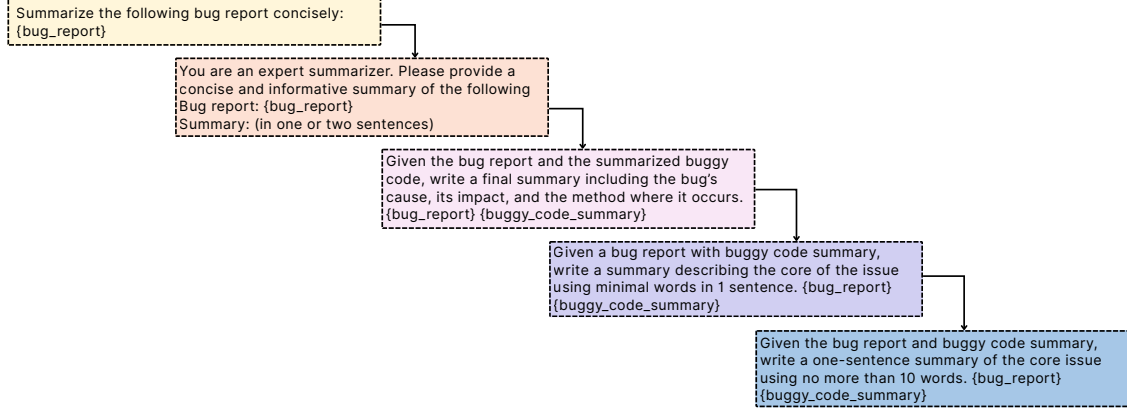 Summarize the following bug report concisely:
{bug_report}
You are an expert summarizer. Please provide a
concise and informative summary of the following
Bug report: {bug_report}
Summary: (in one or two sentences)
Given the bug report and the summarized buggy
code, write a final summary including the bug's
cause, its impact, and the method where it occurs.
{bug_report} {buggy_code_summary}
Given a bug report with buggy code summary,
write a summary describing the core of the issue
using minimal words in 1 sentence. {bug_report}
{buggy_code_summary}
Given the bug report and buggy code summary,
write a one-sentence summary of the core issue
using no more than 10 words. {bug_report}
{buggy_code_summary}